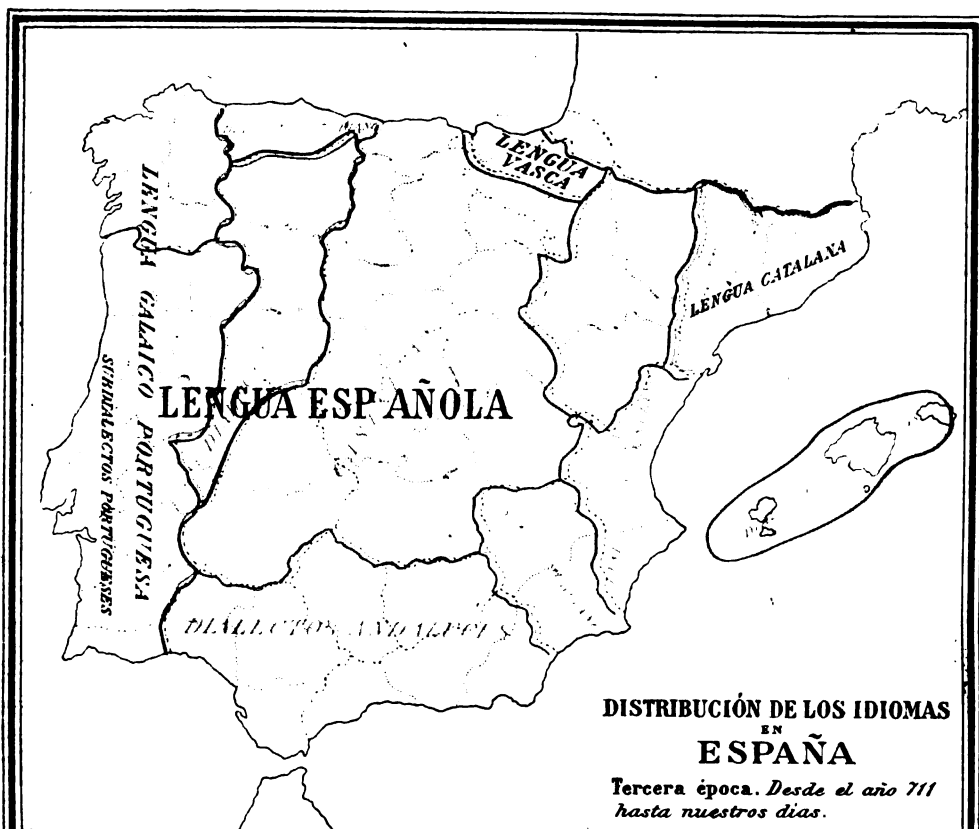 LENGUA
VASCA
LENGUA CATALANA
LENGUA GALAICO PORTUGUESA
SUBDIALECTOS PORTUGUESES
LENGUA ESPAÑOLA
DIALECTOS ANDALUCES
DISTRIBUCIÓN DE LOS IDIOMAS
EN
ESPAÑA
Tercera época. Desde el año 711
hasta nuestros dias.